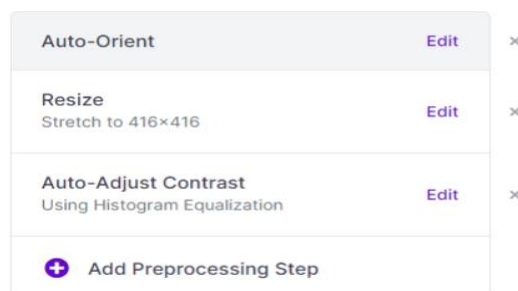 Auto-Orient Edit ×
Resize
Stretch to 416×416
Edit ×
Auto-Adjust Contrast
Using Histogram Equalization
Edit ×
Add Preprocessing Step